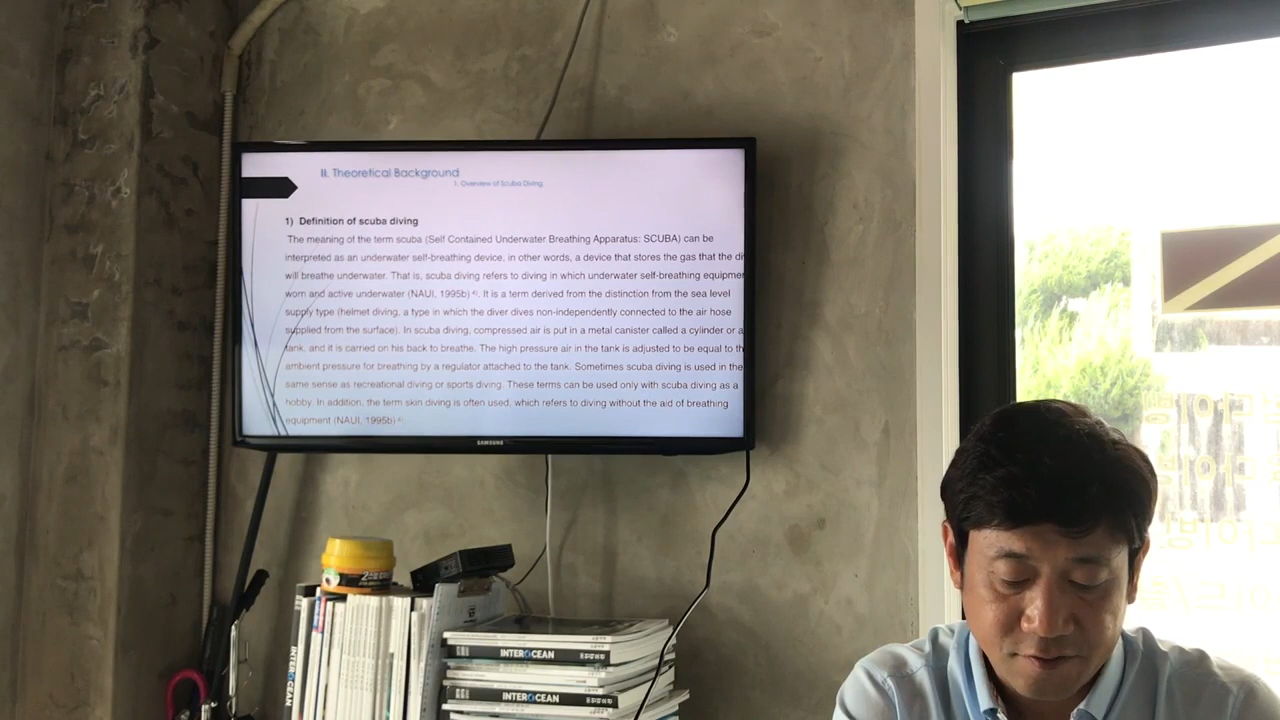 II. Theoretical Background
1. Overview of Scuba Diving
1) Definition of scuba diving
The meaning of the term scuba (Self Contained Underwater Breathing Apparatus: SCUBA) can be
interpreted as an underwater self-breathing device, in other words, a device that stores the gas that the di
will breathe underwater. That is, scuba diving refers to diving in which underwater self-breathing equipmen
worn and active underwater (NAUI, 1995b) 4). It is a term derived from the distinction from the sea level
supply type (helmet diving, a type in which the diver dives non-independently connected to the air hose
supplied from the surface). In scuba diving, compressed air is put in a metal canister called a cylinder or a
tank, and it is carried on his back to breathe. The high pressure air in the tank is adjusted to be equal to th
ambient pressure for breathing by a regulator attached to the tank. Sometimes scuba diving is used in the
same sense as recreational diving or sports diving. These terms can be used only with scuba diving as a
hobby. In addition, the term skin diving is often used, which refers to diving without the aid of breathing
equipment (NAUI, 1995b)
SAMSUNG
INTEROCEAN
INTEROCEAN
INTEROCEAN